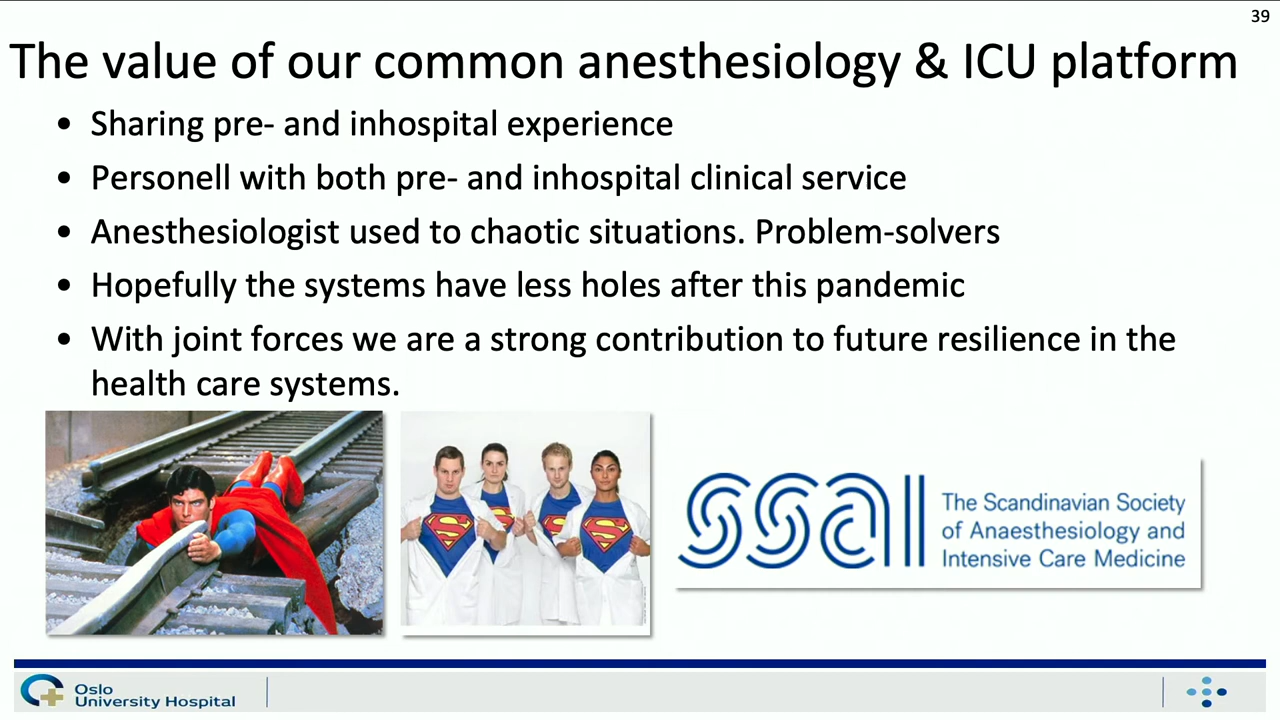 39
The value of our common anesthesiology & ICU platform
• Sharing pre- and inhospital experience
• Personell with both pre- and inhospital clinical service
• Anesthesiologist used to chaotic situations. Problem-solvers
• Hopefully the systems have less holes after this pandemic
• With joint forces we are a strong contribution to future resilience in the
health care systems.
ssai
The Scandinavian Society
of Anaesthesiology and
Intensive Care Medicine
Oslo
University Hospital